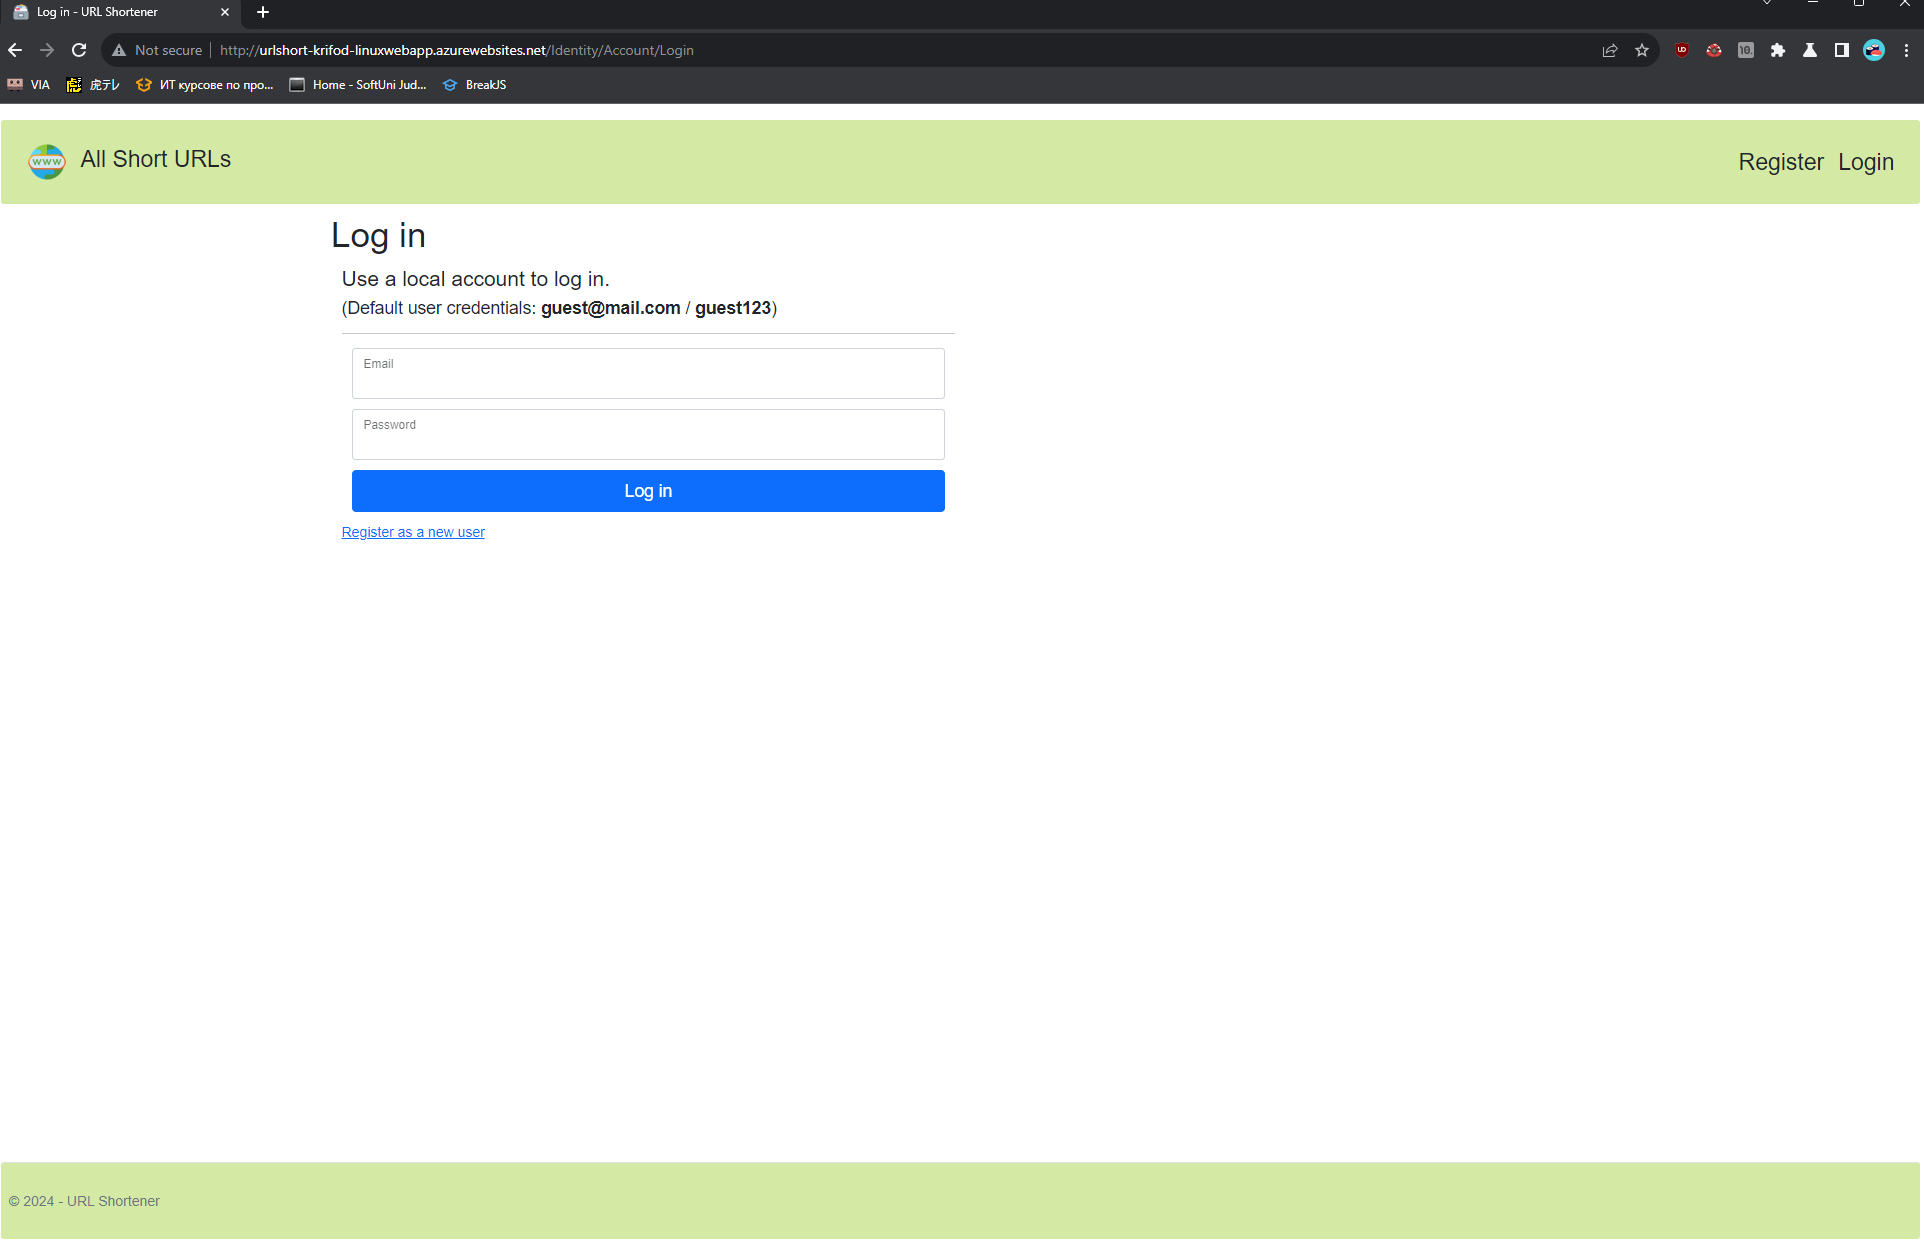 Log in - URL Shortener
Not secure
http://urlshort-krifod-linuxwebapp.azurewebsites.net/Identity/Account/Login
VIA 虎テレ ИТ курсове по про... Home - SoftUni Jud... BreakJS
www
All Short URLs
Register Login
Log in
Use a local account to log in.
(Default user credentials: guest@mail.com / guest123)
Email
Password
Log in
Register as a new user
© 2024 - URL Shortener